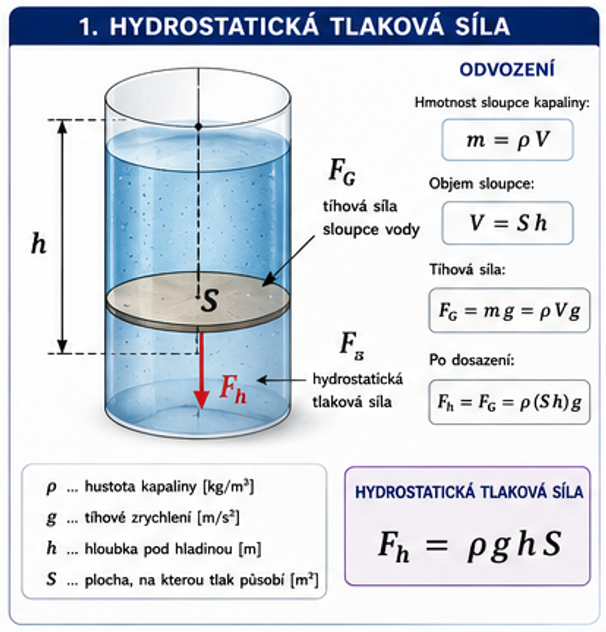 1. HYDROSTATICKÁ TLAKOVÁ SÍLA
h
S
F_h
F_G
tíhová síla
sloupce vody
F_s
hydrostatická
tlaková síla
ODVOZENÍ
Hmotnost sloupce kapaliny:
m = ρ V
Objem sloupce:
V = S h
Tíhová síla:
F_G = m g = ρ V g
Po dosazení:
F_h = F_G = ρ (S h) g
ρ ... hustota kapaliny [kg/m³]
g ... tíhové zrychlení [m/s²]
h ... hloubka pod hladinou [m]
S ... plocha, na kterou tlak působí [m²]
HYDROSTATICKÁ TLAKOVÁ SÍLA
F_h = ρ g h S